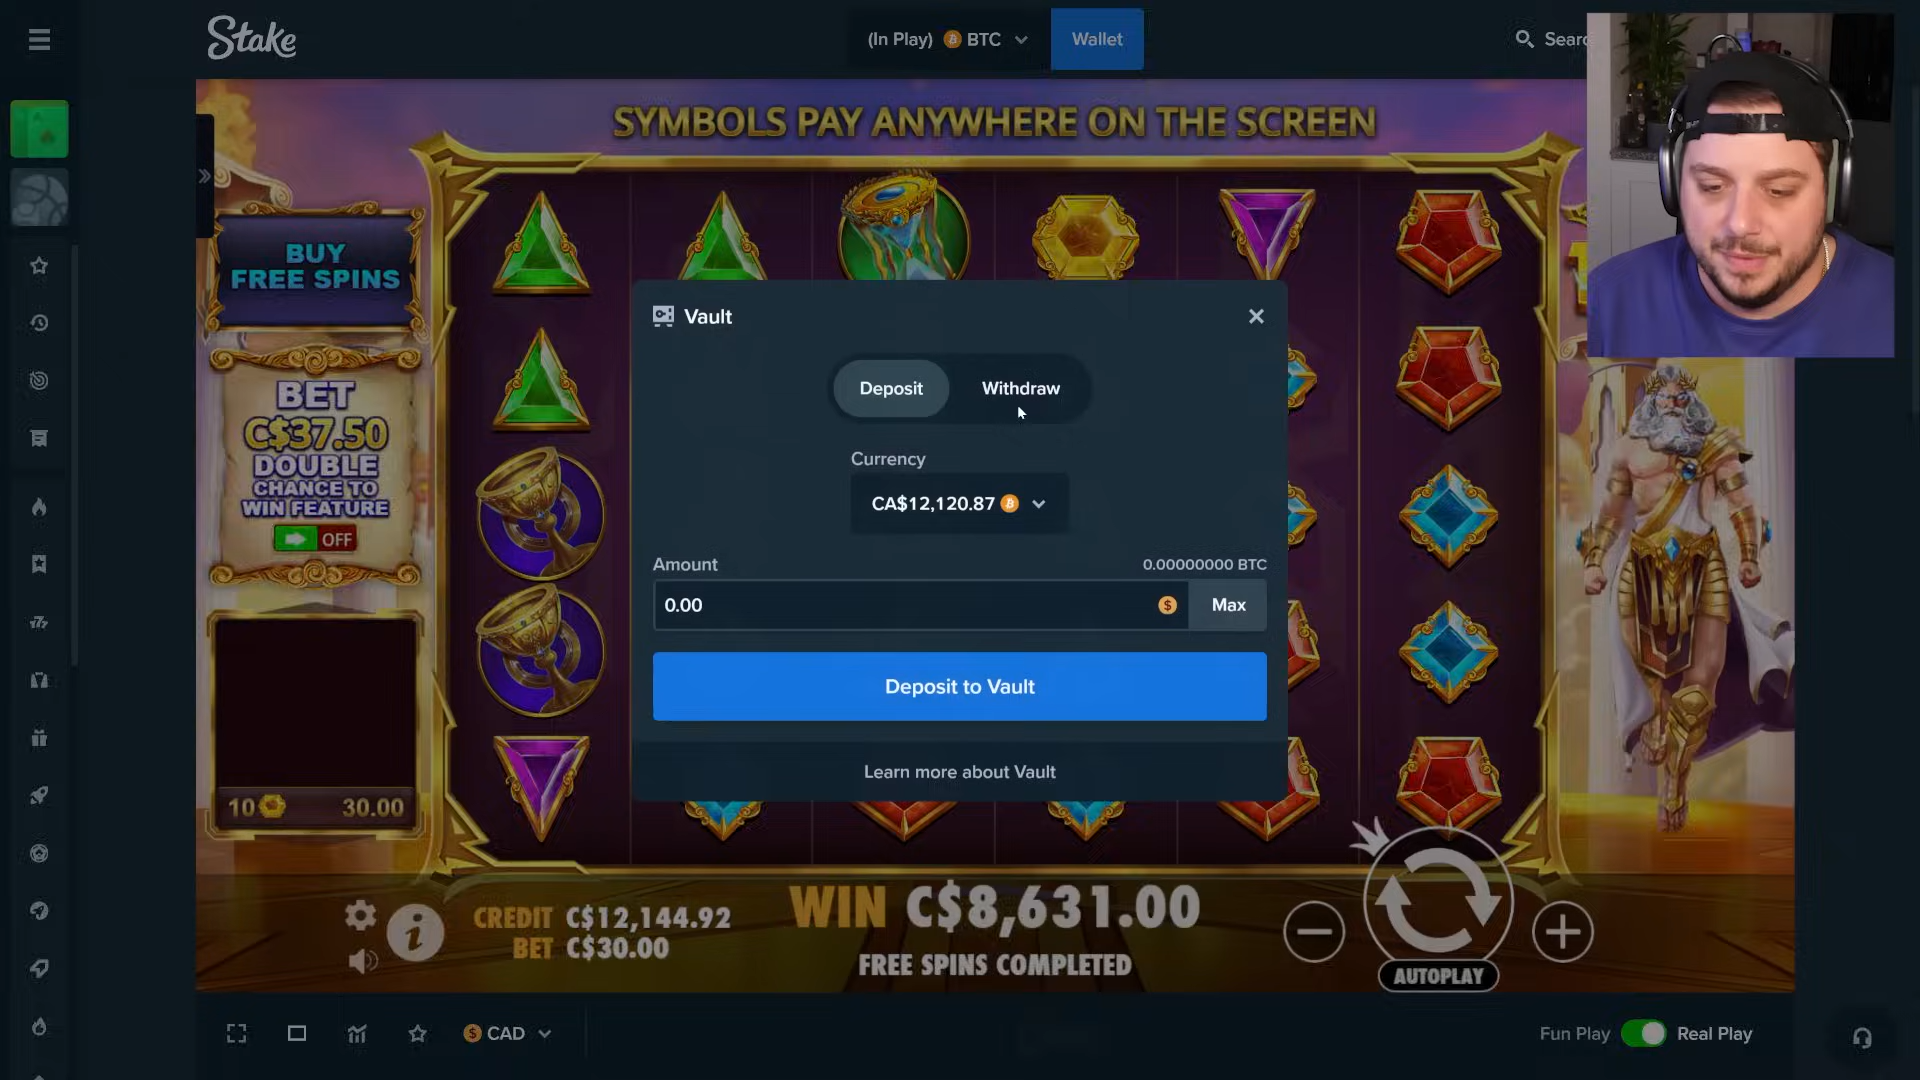 Stake
(In Play) BTC
Wallet
SYMBOLS PAY ANYWHERE ON THE SCREEN
BUY
FREE SPINS
BET
C$37.50
DOUBLE
CHANCE TO
WIN FEATURE
OFF
10 30.00
Vault
Deposit Withdraw
Currency
CA$12,120.87
Amount 0.00000000 BTC
0.00 Max
Deposit to Vault
Learn more about Vault
CREDIT C$12,144.92
BET C$30.00
WIN C$8,631.00
FREE SPINS COMPLETED
AUTOPLAY
CAD
Fun Play Real Play